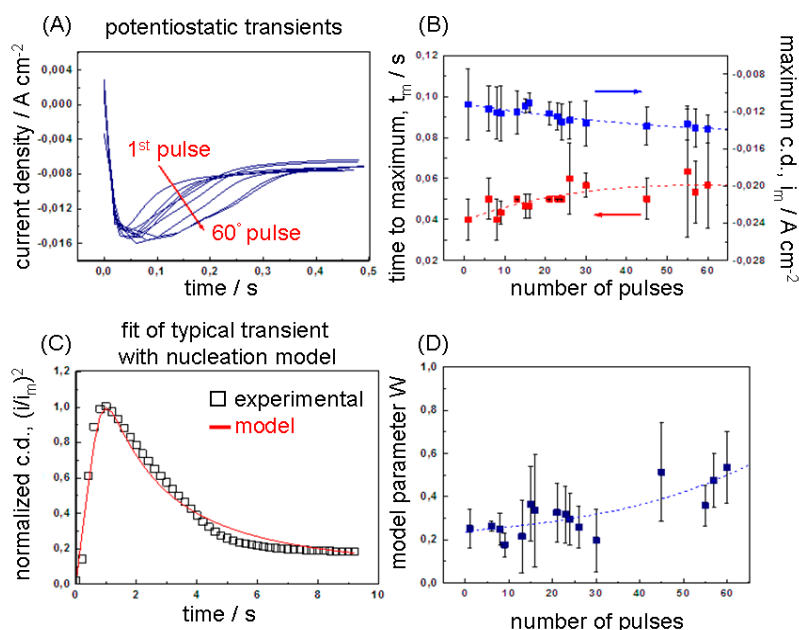 (A) potentiostatic transients
current density / A cm-2
0,004
0,000
-0,004
-0,008
-0,012
-0,016
1st pulse
60° pulse
0,0 0,1 0,2 0,3 0,4 0,5
time / s
(B)
time to maximum, tm / s
0,12
0,10
0,08
0,06
0,04
0,02
maximum c.d., im / A cm-2
-0,008
-0,012
-0,016
-0,020
-0,024
-0,028
0 10 20 30 40 50 60
number of pulses
(C) fit of typical transient
with nucleation model
normalized c.d., (i/im)2
1,4
1,2
1,0
0,8
0,6
0,4
0,2
0,0
experimental
model
0 2 4 6 8 10
time / s
(D)
model parameter W
1,0
0,8
0,6
0,4
0,2
0,0
0 10 20 30 40 50 60
number of pulses